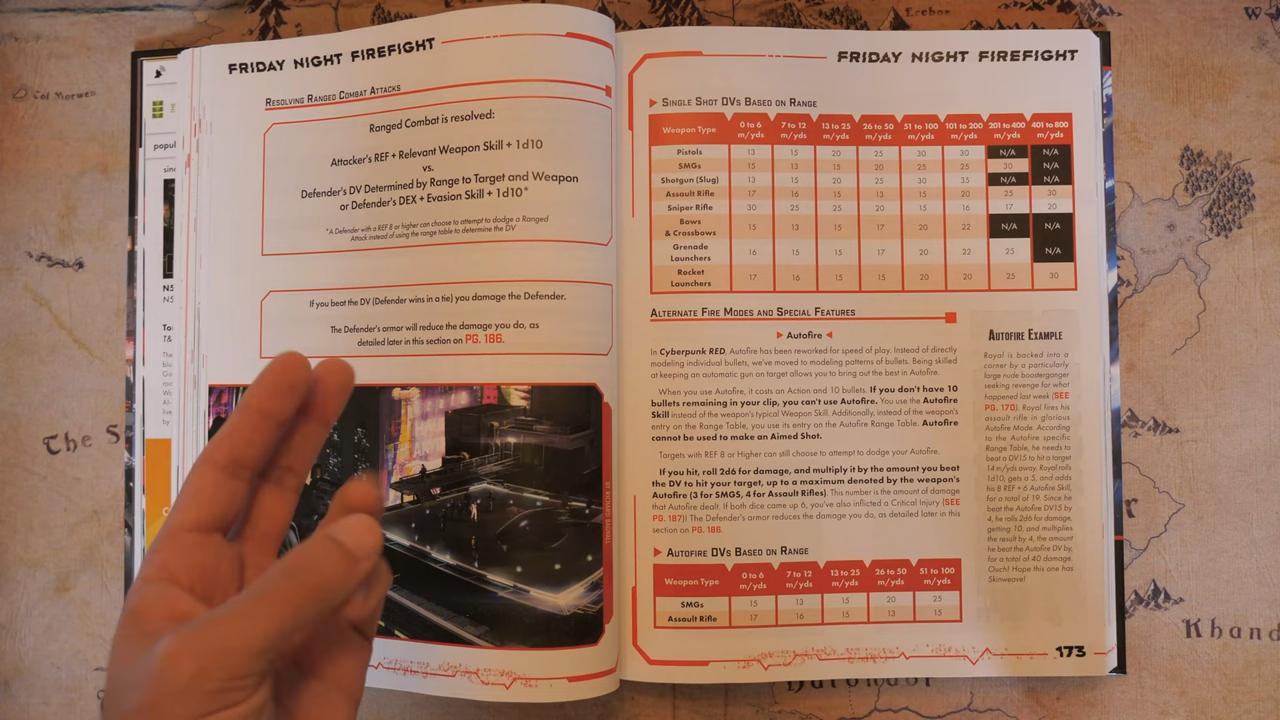 Erebor
Col Morwen
The S
Khand
FRIDAY NIGHT FIREFIGHT
RESOLVING RANGED COMBAT ATTACKS
Ranged Combat is resolved:
Attacker's REF + Relevant Weapon Skill + 1d10
vs.
Defender's DV Determined by Range to Target and Weapon
or Defender's DEX + Evasion Skill + 1d10*
*A Defender with a REF 8 or higher can choose to attempt to dodge a Ranged
Attack instead of using the range table to determine the DV
If you beat the DV (Defender wins in a tie) you damage the Defender.
The Defender's armor will reduce the damage you do, as
detailed later in this section on PG. 186.
popul
FRIDAY NIGHT FIREFIGHT
SINGLE SHOT DVS BASED ON RANGE
Weapon Type 0 to 6 m/yds 7 to 12 m/yds 13 to 25 m/yds 26 to 50 m/yds 51 to 100 m/yds 101 to 200 m/yds 201 to 400 m/yds 401 to 800 m/yds
Pistols 13 15 20 25 30 30 N/A N/A
SMGs 15 13 15 20 25 25 30 N/A
Shotgun (Slug) 13 15 20 25 30 35 N/A N/A
Assault Rifle 17 16 15 13 15 20 25 30
Sniper Rifle 30 25 25 20 15 16 17 20
Bows & Crossbows 15 13 15 17 20 22 N/A N/A
Grenade Launchers 16 15 15 17 20 22 25 N/A
Rocket Launchers 17 16 15 15 20 20 25 30
ALTERNATE FIRE MODES AND SPECIAL FEATURES
Autofire
In Cyberpunk RED, Autofire has been reworked for speed of play. Instead of directly
modeling individual bullets, we've moved to modeling patterns of bullets. Being skilled
at keeping an automatic gun on target allows you to bring out the best in Autofire.
When you use Autofire, it costs an Action and 10 bullets. If you don't have 10
bullets remaining in your clip, you can't use Autofire. You use the Autofire
Skill instead of the weapon's typical Weapon Skill. Additionally, instead of the weapon's
entry on the Range Table, you use its entry on the Autofire Range Table. Autofire
cannot be used to make an Aimed Shot.
Targets with REF 8 or Higher can still choose to attempt to dodge your Autofire.
If you hit, roll 2d6 for damage, and multiply it by the amount you beat
the DV to hit your target, up to a maximum denoted by the weapon's
Autofire (3 for SMGS, 4 for Assault Rifles). This number is the amount of damage
that Autofire dealt. If both dice came up 6, you've also inflicted a Critical Injury (SEE
PG. 187)! The Defender's armor reduces the damage you do, as detailed later in this
section on PG. 186.
AUTOFIRE DVS BASED ON RANGE
Weapon Type 0 to 6 m/yds 7 to 12 m/yds 13 to 25 m/yds 26 to 50 m/yds 51 to 100 m/yds
SMGs 15 13 15 20 25
Assault Rifle 17 16 15 13 15
AUTOFIRE EXAMPLE
Royal is backed into a
corner by a particularly
large nude boosterganger
seeking revenge for what
happened last week (SEE
PG. 170). Royal fires his
assault rifle in glorious
Autofire Mode. According
to the Autofire specific
Range Table, he needs to
beat a DV15 to hit a target
14 m/yds away. Royal rolls
1d10, gets a 5, and adds
his 8 REF + 6 Autofire Skill,
for a total of 19. Since he
beat the Autofire DV15 by
4, he rolls 2d6 for damage,
getting 10, and multiplies
the result by 4, the amount
he beat the Autofire DV by,
for a total of 40 damage.
Ouch! Hope this one has
Skinweave!
173